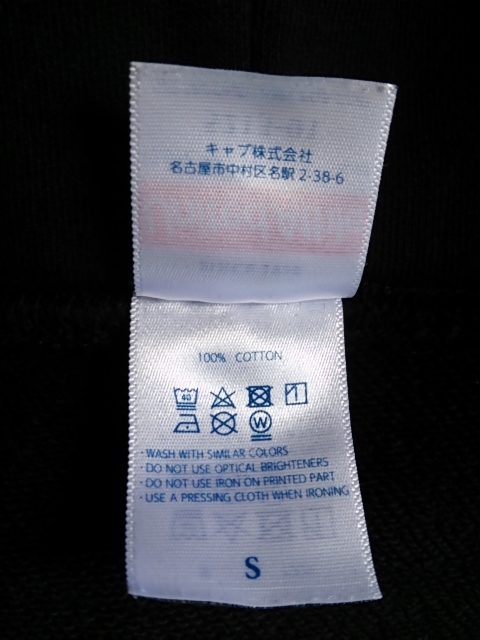 キャブ株式会社
名古屋市中村区名駅 2-38-6
100% COTTON
40
W
・WASH WITH SIMILAR COLORS
・DO NOT USE OPTICAL BRIGHTENERS
・DO NOT USE IRON ON PRINTED PART
・USE A PRESSING CLOTH WHEN IRONING
S